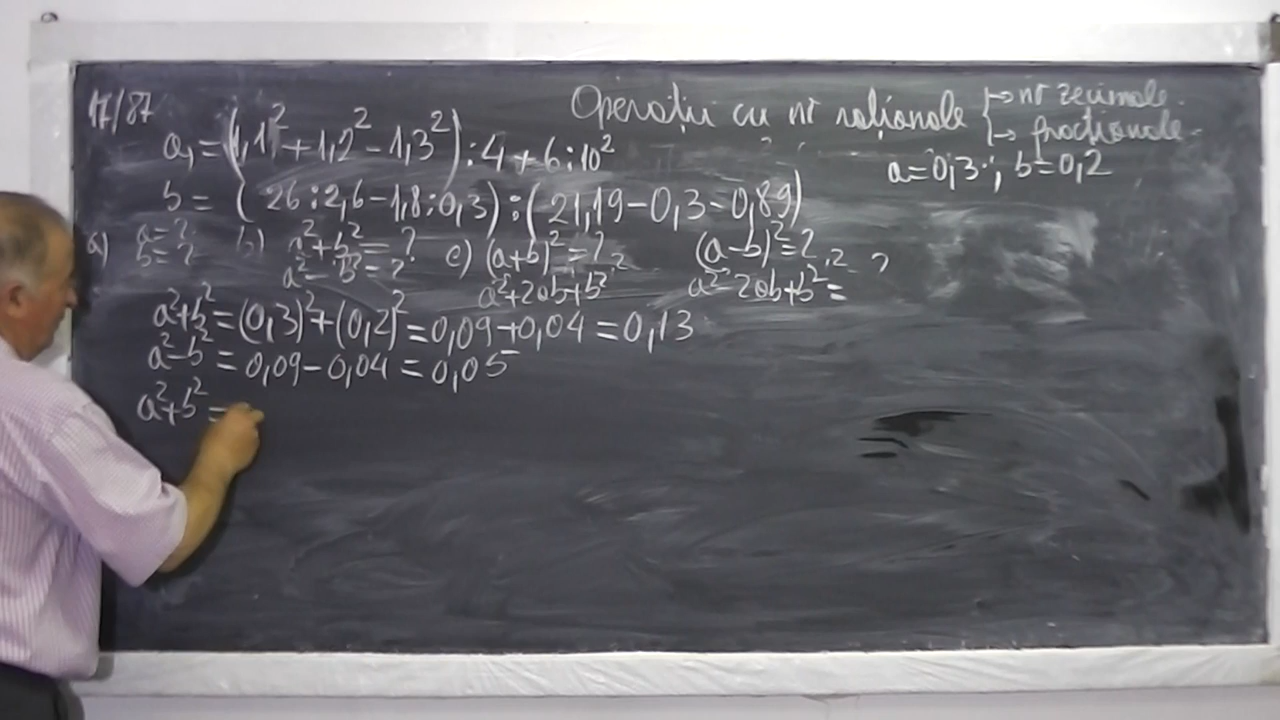 17/87
Operații cu nr raționale → nr zecimale
→ fracționale
a₁ = (1,1² + 1,2² - 1,3²) : 4 + 6 : 10²
a = 0,3 ; b = 0,2
b = (26 : 2,6 - 1,8 : 0,3) : (21,19 - 0,3 - 0,89)
a) a = ? b) a² + b² = ? c) (a+b)² = ? (a-b)² = ?
b = ? a² - b² = ? a² + 2ab + b² ? a² - 2ab + b² = ?
a² + b² = (0,3)² + (0,2)² = 0,09 + 0,04 = 0,13
a² - b² = 0,09 - 0,04 = 0,05
a² + b² =